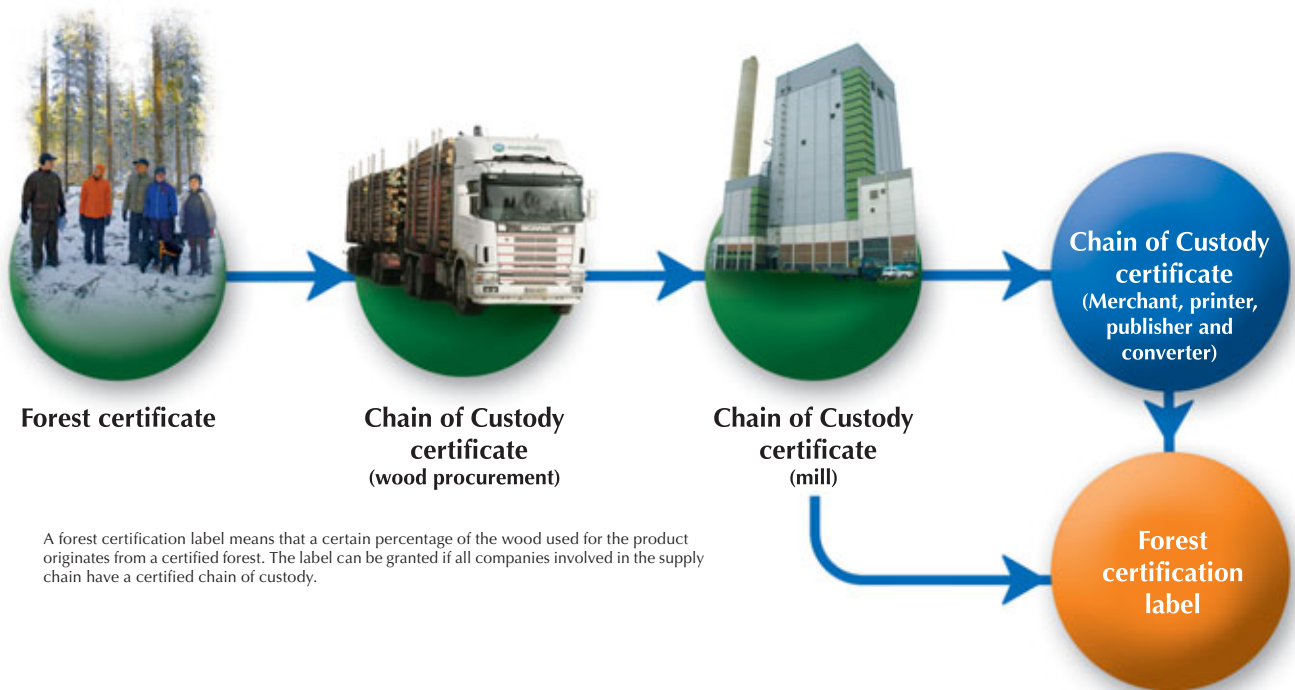 Chain of Custody
certificate
(Merchant, printer,
publisher and
converter)
Forest certificate
Chain of Custody
certificate
(wood procurement)
Chain of Custody
certificate
(mill)
A forest certification label means that a certain percentage of the wood used for the product
originates from a certified forest. The label can be granted if all companies involved in the supply
chain have a certified chain of custody.
Forest
certification
label